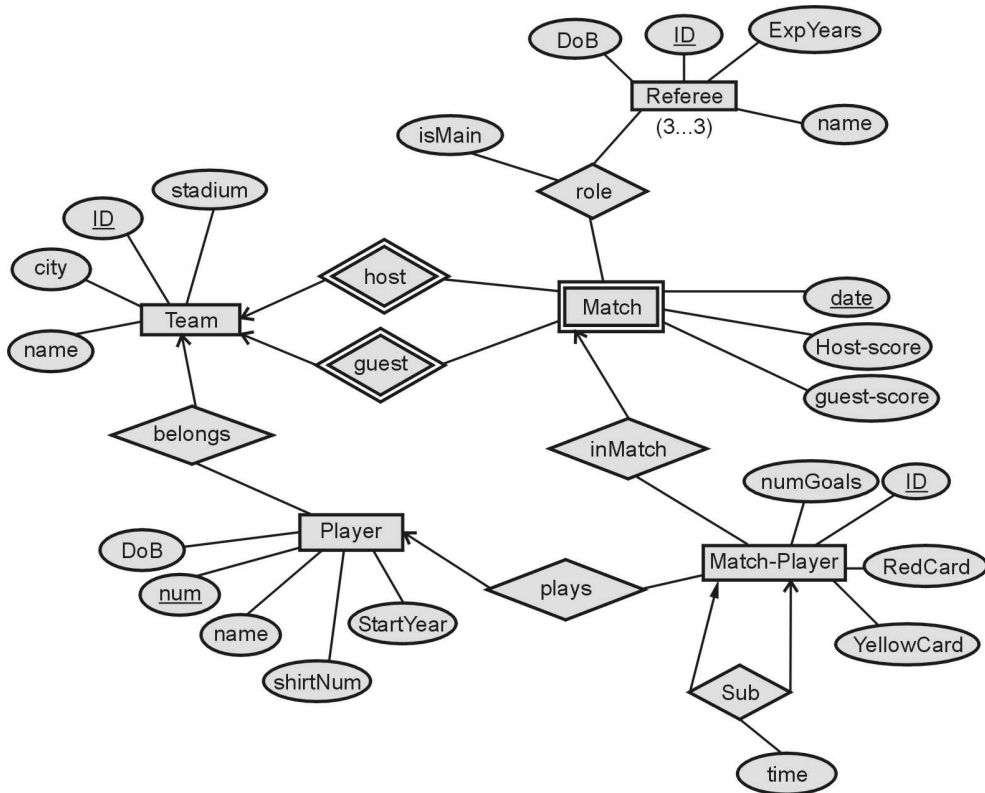 DoB
ID
ExpYears
Referee
(3...3)
name
isMain
role
stadium
ID
city
Team
name
host
guest
Match
date
Host-score
guest-score
belongs
inMatch
numGoals
ID
Player
DoB
num
name
shirtNum
StartYear
plays
Match-Player
RedCard
YellowCard
Sub
time